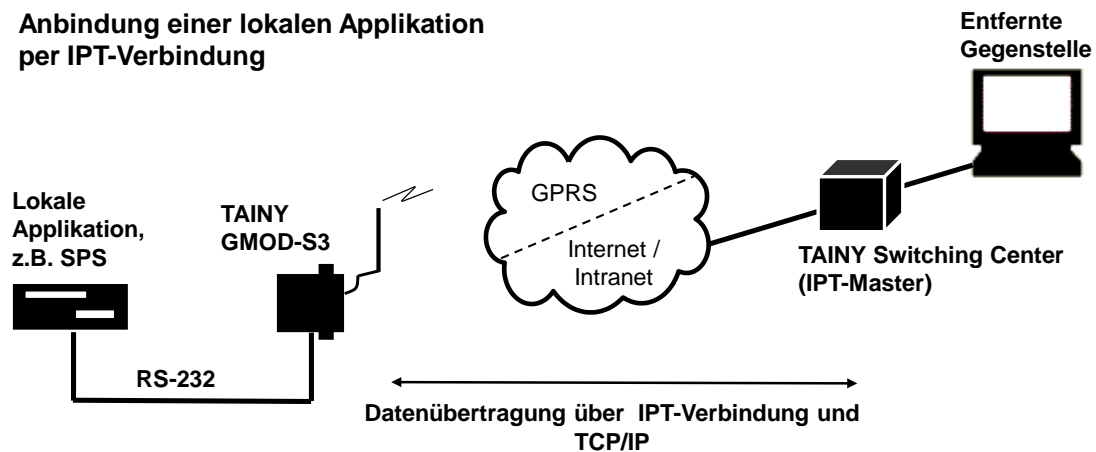 Anbindung einer lokalen Applikation
per IPT-Verbindung
Entfernte
Gegenstelle
Lokale
Applikation,
z.B. SPS
TAINY
GMOD-S3
GPRS
Internet /
Intranet
TAINY Switching Center
(IPT-Master)
RS-232
Datenübertragung über IPT-Verbindung und
TCP/IP